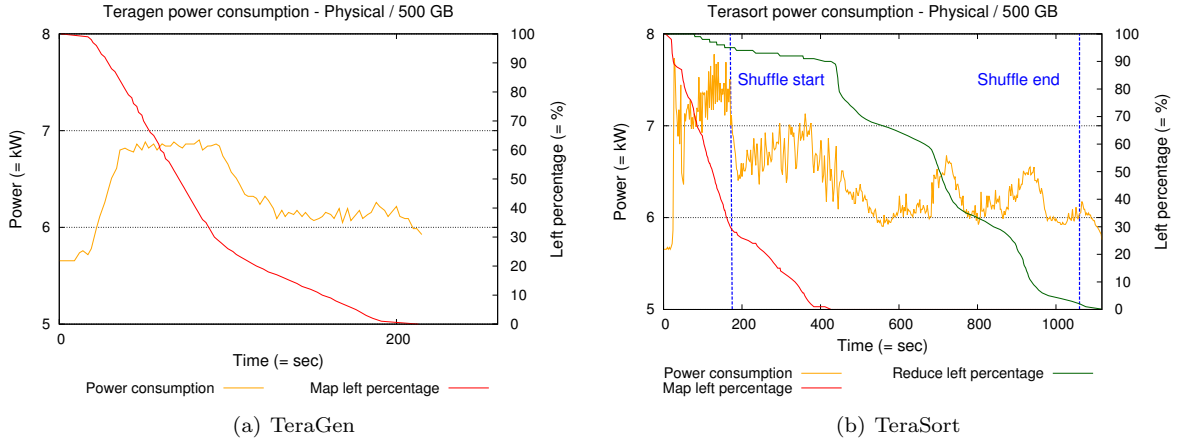 Teragen power consumption - Physical / 500 GB
8
7
6
5
Power (= kW)
100
90
80
70
60
50
40
30
20
10
0
Left percentage (= %)
0
200
Time (= sec)
Power consumption
Map left percentage
(a) TeraGen
Terasort power consumption - Physical / 500 GB
8
7
6
5
Power (= kW)
Shuffle start
Shuffle end
100
90
80
70
60
50
40
30
20
10
0
Left percentage (= %)
0
200
400
600
800
1000
Time (= sec)
Power consumption
Map left percentage
Reduce left percentage
(b) TeraSort